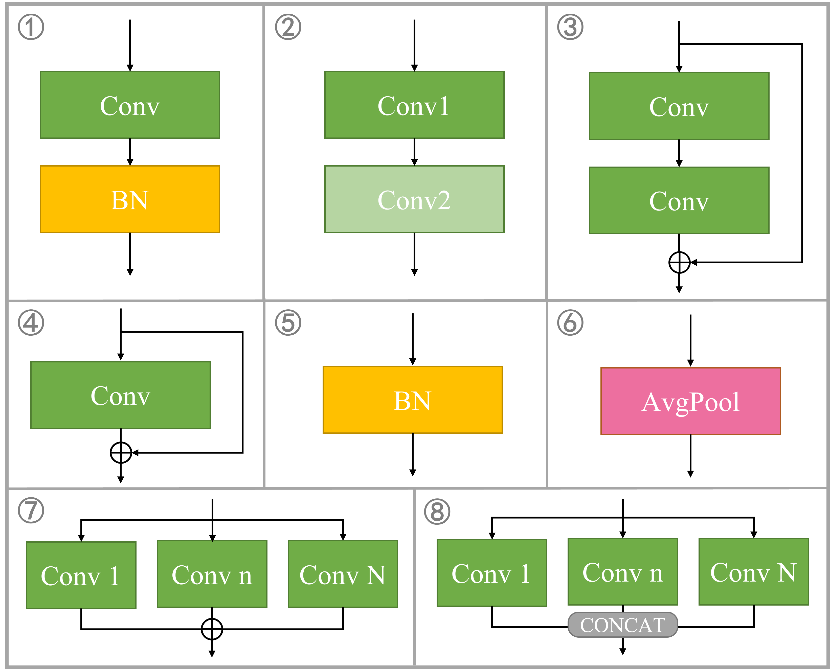 ①
Conv
BN
②
Conv1
Conv2
③
Conv
Conv
④
Conv
⑤
BN
⑥
AvgPool
⑦
Conv 1 Conv n Conv N
⑧
Conv 1 Conv n Conv N
CONCAT